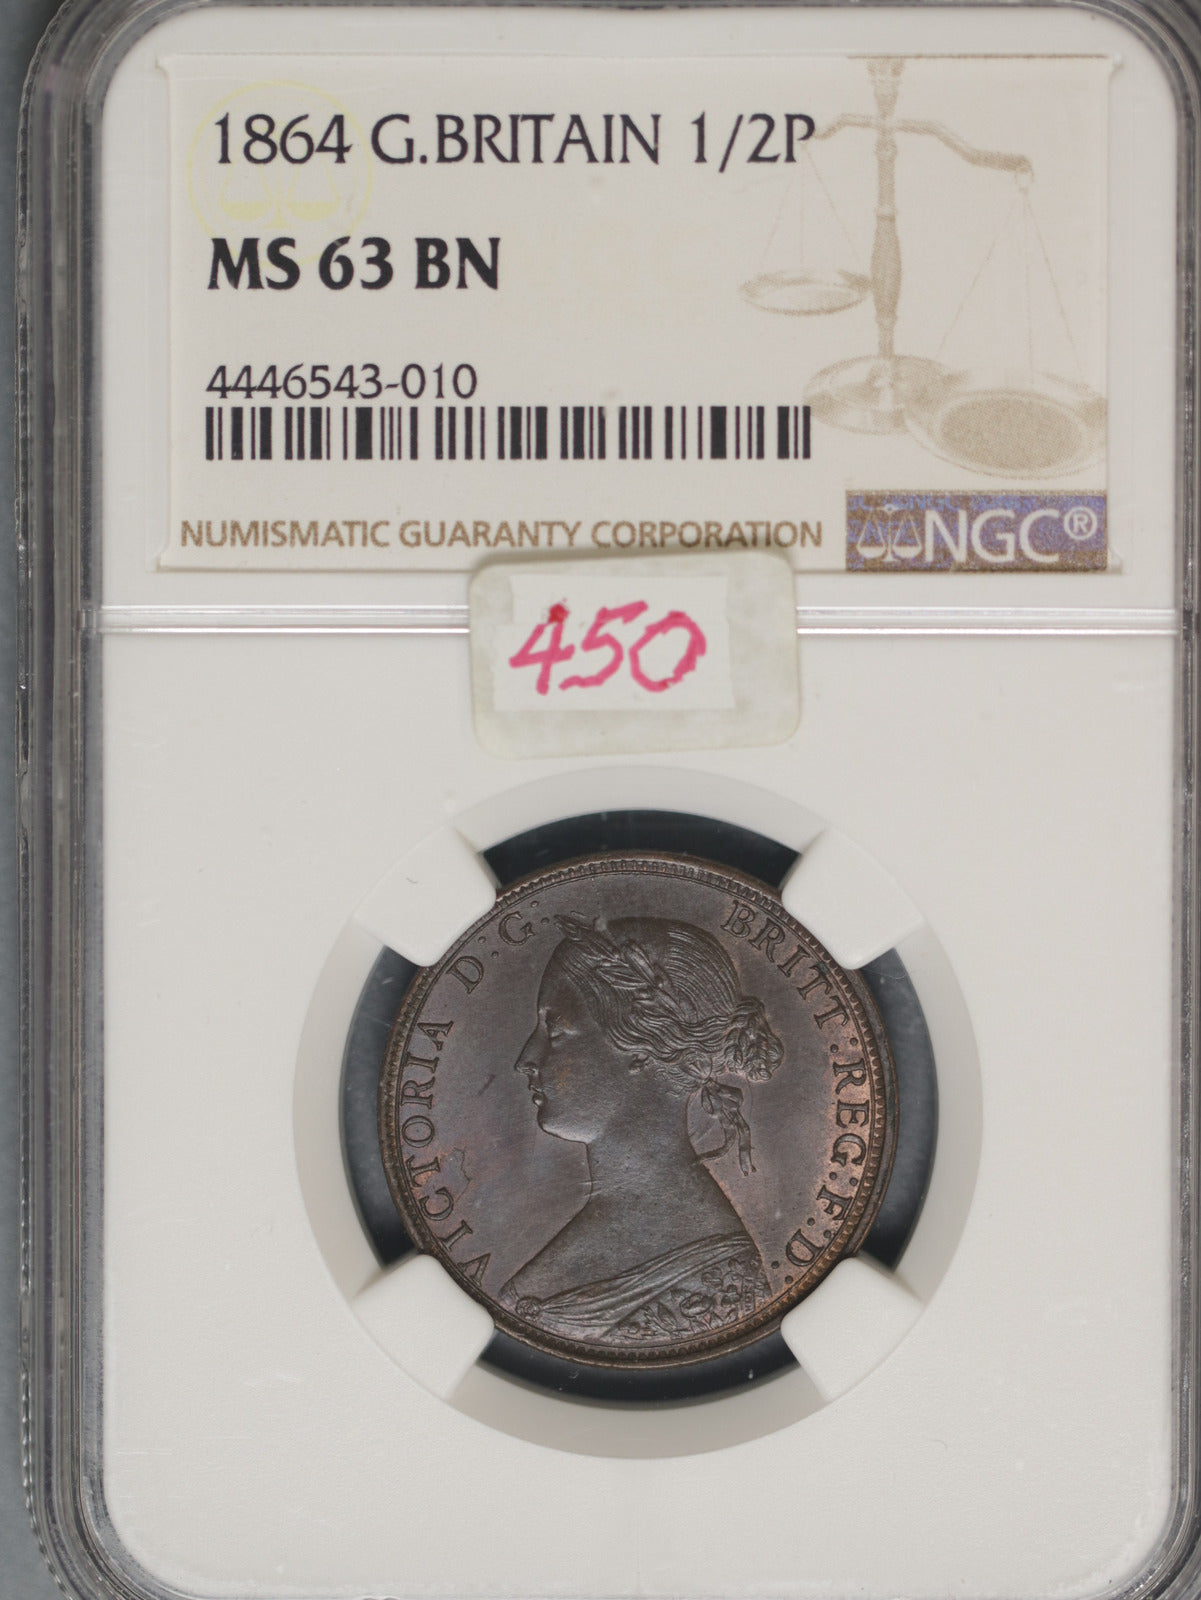 1864 G.BRITAIN 1/2P
MS 63 BN
4446543-010
NUMISMATIC GUARANTY CORPORATION
NGC®
450
VICTORIA D:G: BRITT:REG:F:D: